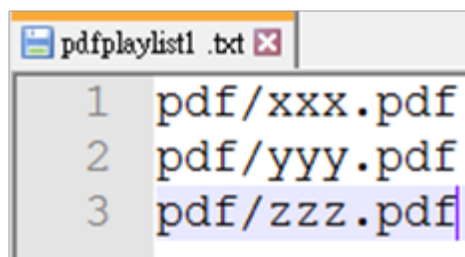 pdfplaylist1 .txt
1 pdf/xxx.pdf
2 pdf/yyy.pdf
3 pdf/zzz.pdf